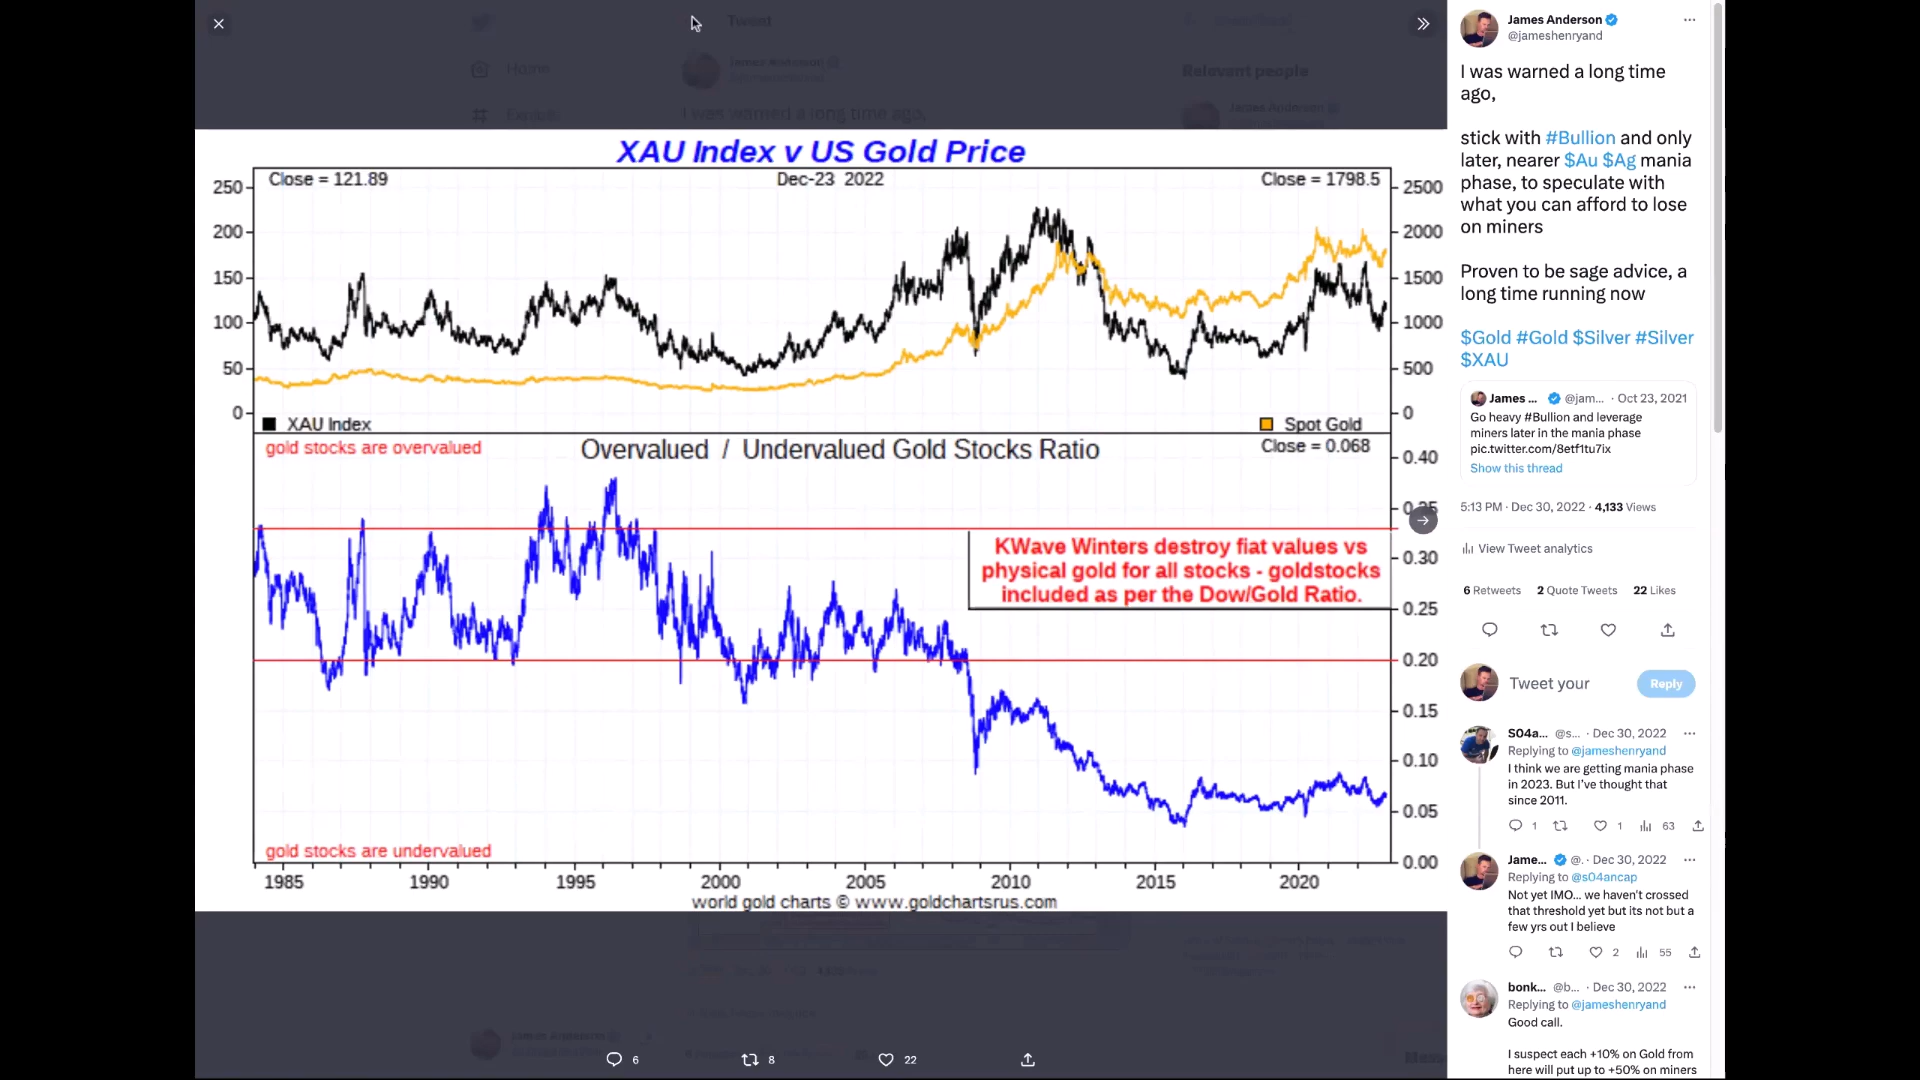 Tweet
Home
James Anderson
I was warned a long time ago,
Relevant people
James Anderson
XAU Index v US Gold Price
Close = 121.89
Dec-23 2022
Close = 1798.5
250
2500
200
2000
150
1500
100
1000
50
500
0
0
XAU Index
Spot Gold
gold stocks are overvalued
Overvalued / Undervalued Gold Stocks Ratio
Close = 0.068
0.40
KWave Winters destroy fiat values vs
physical gold for all stocks - goldstocks
included as per the Dow/Gold Ratio.
0.30
0.25
0.20
0.15
0.10
0.05
gold stocks are undervalued
0.00
1985
1990
1995
2000
2005
2010
2015
2020
world gold charts © www.goldchartsrus.com
6
8
22
James Anderson
@jameshenryand
I was warned a long time
ago,
stick with #Bullion and only
later, nearer $Au $Ag mania
phase, to speculate with
what you can afford to lose
on miners
Proven to be sage advice, a
long time running now
$Gold #Gold $Silver #Silver
$XAU
James ... @jam... · Oct 23, 2021
Go heavy #Bullion and leverage
miners later in the mania phase
pic.twitter.com/8etf1tu7ix
Show this thread
5:13 PM · Dec 30, 2022 · 4,133 Views
View Tweet analytics
6 Retweets 2 Quote Tweets 22 Likes
Tweet your
Reply
S04a... @s... · Dec 30, 2022
Replying to @jameshenryand
I think we are getting mania phase
in 2023. But I've thought that
since 2011.
1 1 63
Jame... @. · Dec 30, 2022
Replying to @s04ancap
Not yet IMO... we haven't crossed
that threshold yet but its not but a
few yrs out I believe
2 55
bonk... @b... · Dec 30, 2022
Replying to @jameshenryand
Good call.
I suspect each +10% on Gold from
here will put up to +50% on miners